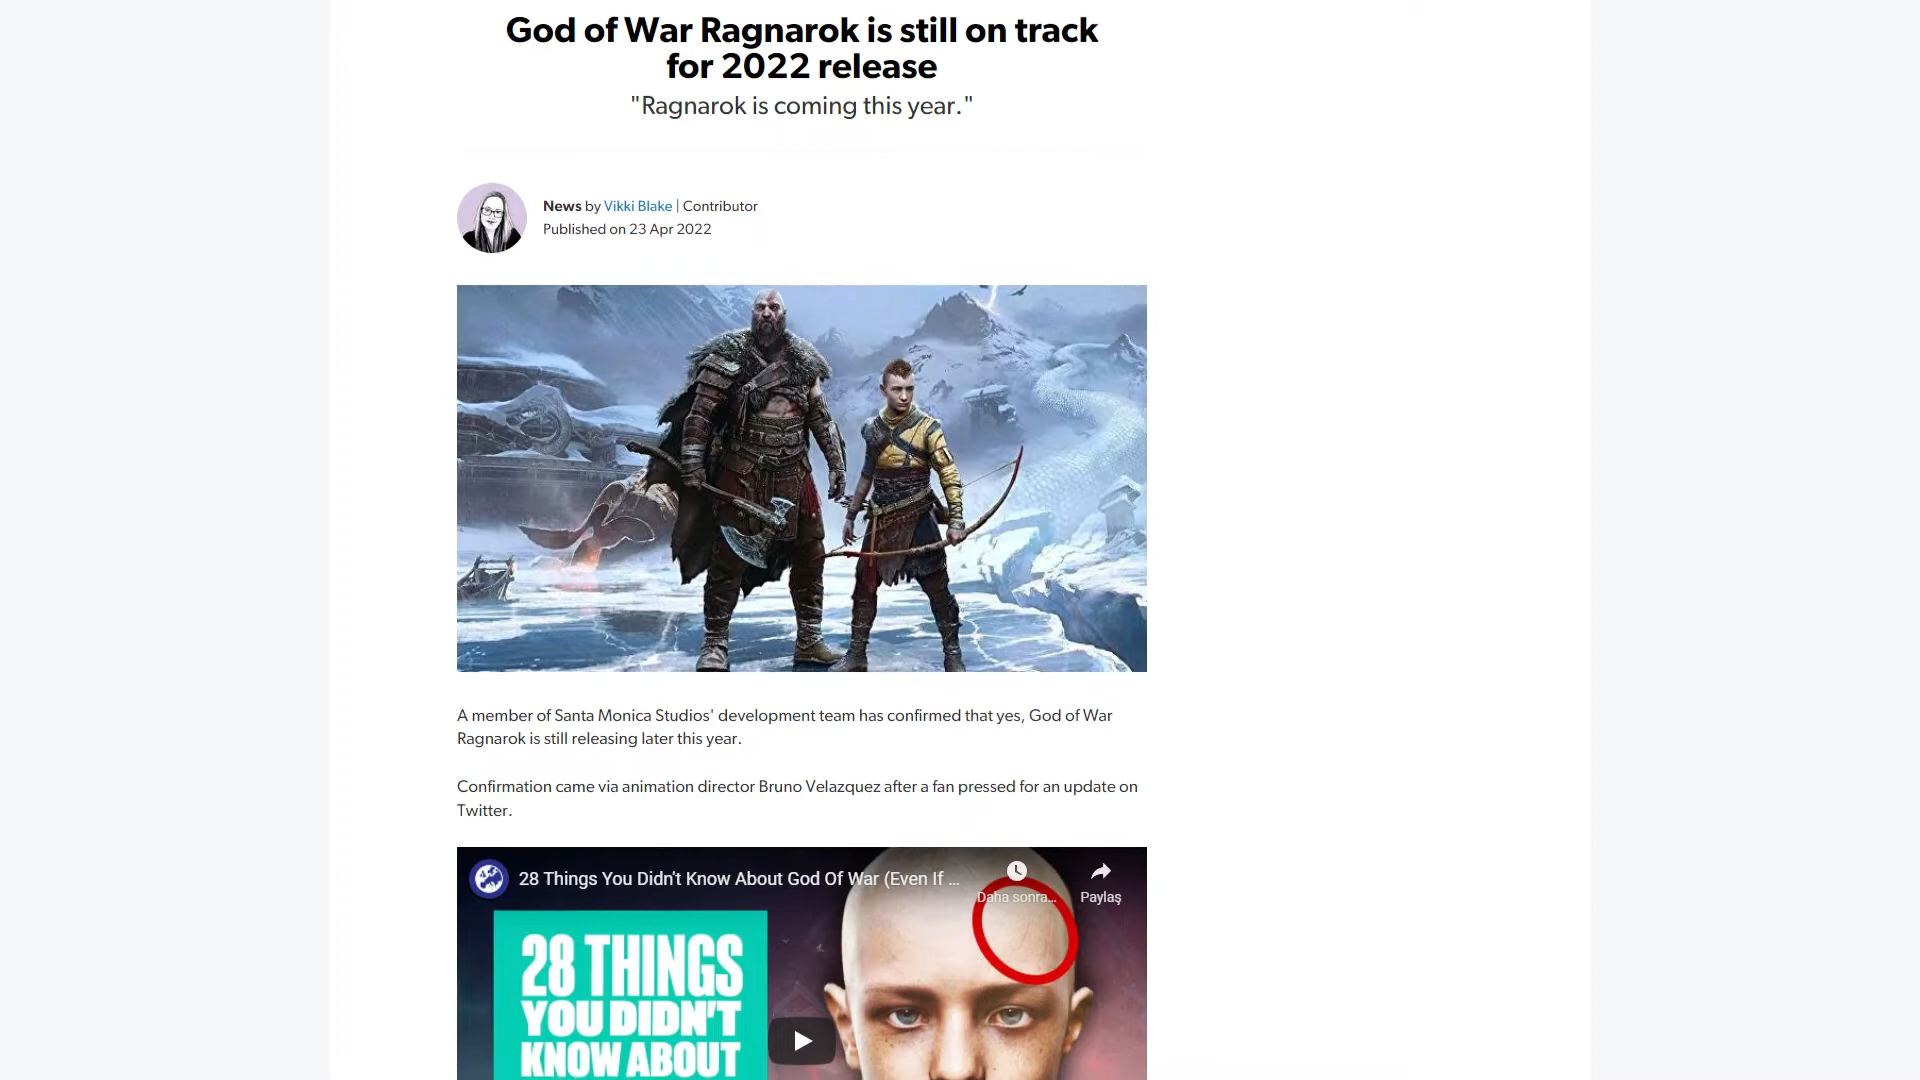 God of War Ragnarok is still on track
for 2022 release
"Ragnarok is coming this year."
News by Vikki Blake | Contributor
Published on 23 Apr 2022
A member of Santa Monica Studios' development team has confirmed that yes, God of War
Ragnarok is still releasing later this year.
Confirmation came via animation director Bruno Velazquez after a fan pressed for an update on
Twitter.
28 Things You Didn't Know About God Of War (Even If ...
Daha sonra...
Paylaş
28 THINGS
YOU DIDN'T
KNOW ABOUT